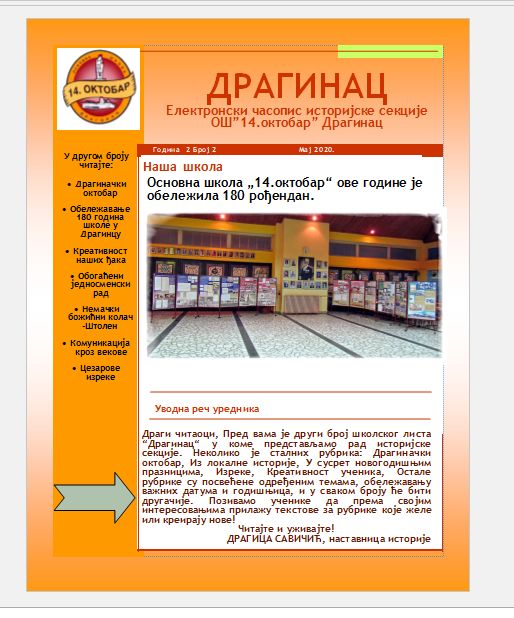 14. ОКТОБАР
ДРАГИНАЦ
Електронски часопис историјске секције
ОШ”14.октобар” Драгинац
Година 2 Број 2 Мај 2020.
У другом броју
читајте:
• Драгиначки
октобар
• Обележавање
180 година
школе у
Драгинцу
• Креативност
наших ђака
• Обогаћени
једносменски
рад
• Немачки
божићни колач
-Штолен
• Комуникација
кроз векове
• Цезарове
изреке
Наша школа
Основна школа „14.октобар“ ове године је
обележила 180 рођендан.
Уводна реч уредника
Драги читаоци, Пред вама је други број школског листа
“Драгинац“ у коме представљамо рад историјске
секције. Неколико је сталних рубрика: Драгиначки
октобар, Из локалне историје, У сусрет новогодишњим
празницима, Изреке, Креативност ученика, Остале
рубрике су посвећене одређеним темама, обележавању
важних датума и годишњица, и у сваком броју ће бити
другачије. Позивамо ученике да према својим
интересовањима прилажу текстове за рубрике које желе
или креирају нове!
Читајте и уживајте!
ДРАГИЦА САВИЧИЋ, наставница историје